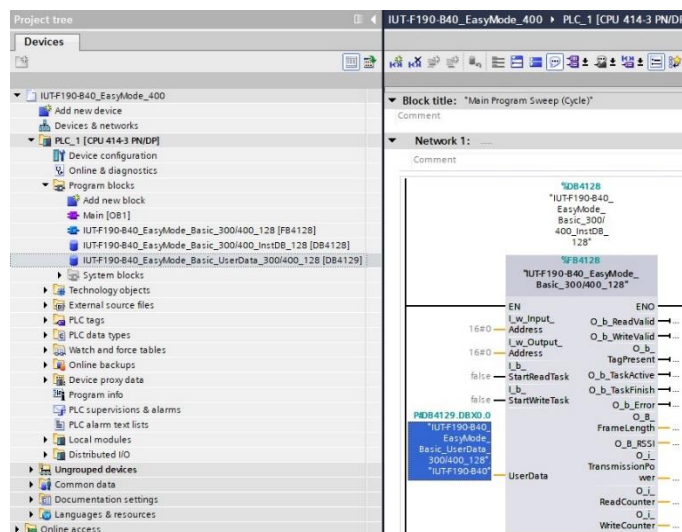 Project tree
Devices
IUT-F190-B40_EasyMode_400
Add new device
Devices & networks
PLC_1 [CPU 414-3 PN/DP]
Device configuration
Online & diagnostics
Program blocks
Add new block
Main [OB1]
IUT-F190-B40_EasyMode_Basic_300/400_128 [FB4128]
IUT-F190-B40_EasyMode_Basic_300/400_InstDB_128 [DB4128]
IUT-F190-B40_EasyMode_Basic_UserData_300/400_128 [DB4129]
System blocks
Technology objects
External source files
PLC tags
PLC data types
Watch and force tables
Online backups
Device proxy data
Program info
PLC supervisions & alarms
PLC alarm text lists
Local modules
Distributed I/O
Ungrouped devices
Common data
Documentation settings
Languages & resources
Online access
IUT-F190-B40_EasyMode_400 PLC_1 [CPU 414-3 PN/DP
Block title: "Main Program Sweep (Cycle)"
Comment
Network 1: ......
Comment
%DB4128
"IUT-F190-B40_
EasyMode_
Basic_300/
400_InstDB_
128"
%FB4128
"IUT-F190-B40_EasyMode_
Basic_300/400_128"
EN ENO
I_w_Input_
16#0 Address
O_b_ReadValid ...
I_w_Output_
16#0 Address
O_b_WriteValid ...
O_b_
TagPresent ...
I_b_
false StartReadTask
O_b_TaskActive ...
I_b_
false StartWriteTask
O_b_TaskFinish ...
O_b_Error ...
O_B_
FrameLength ...
O_B_RSSI ...
O_i_
TransmissionPo
wer ...
O_i_
ReadCounter ...
O_i_
WriteCounter ...
P#DB4129.DBX0.0
"IUT-F190-B40_
EasyMode_
Basic_UserData_
300/400_128".
"IUT-F190-B40"
UserData